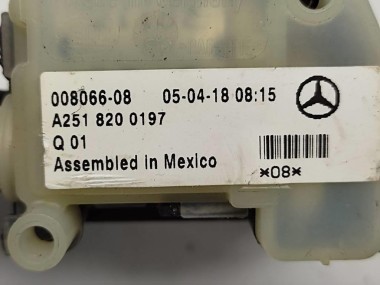 008066-08 05-04-18 08:15
A251 820 0197
Q 01
Assembled in Mexico
*08*